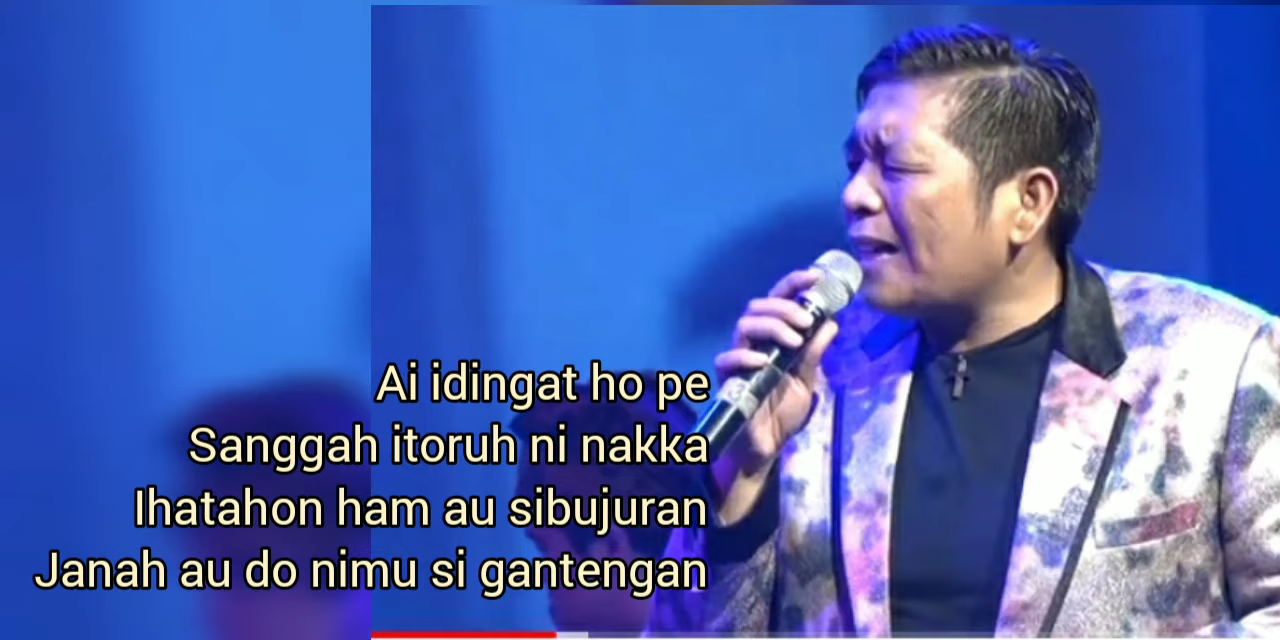 Ai idingat ho pe
Sanggah itoruh ni nakka
Ihatahon ham au sibujuran
Janah au do nimu si gantengan